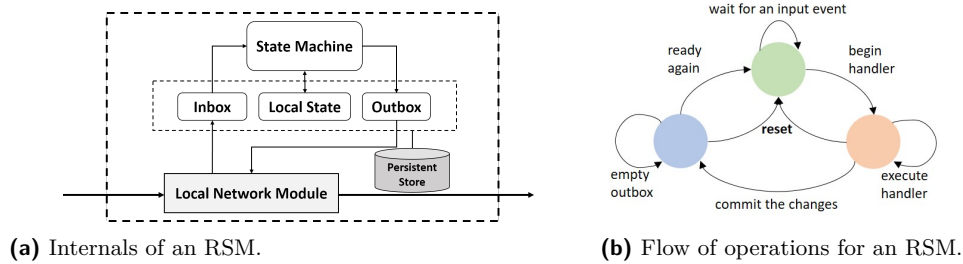 State Machine
Inbox
Local State
Outbox
Persistent
Store
Local Network Module
(a) Internals of an RSM.
wait for an input event
ready
again
begin
handler
reset
empty
outbox
execute
handler
commit the changes
(b) Flow of operations for an RSM.